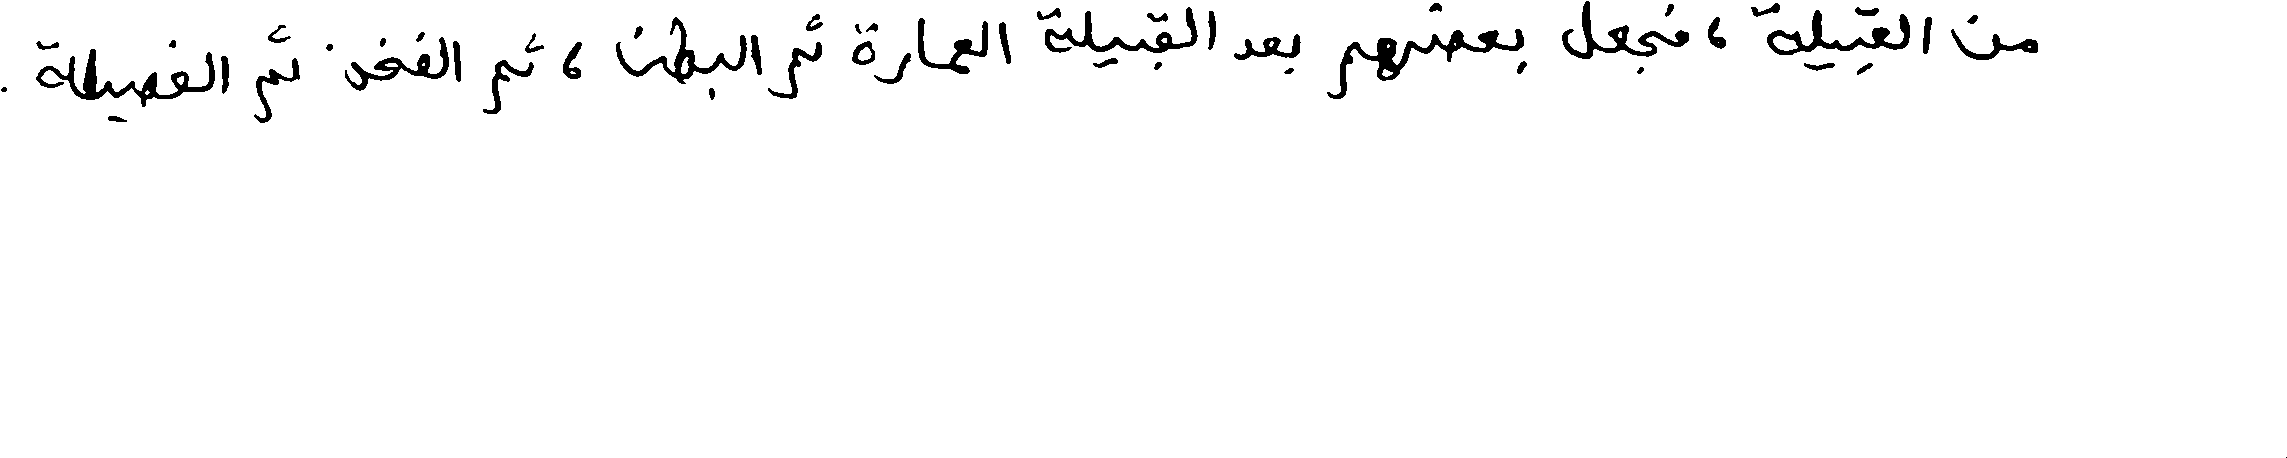 من القبيلة ، فجعل بعضهم بعد القبيلة العمارة ثم البطن ، ثم الفخذ ثم الفصيلة .